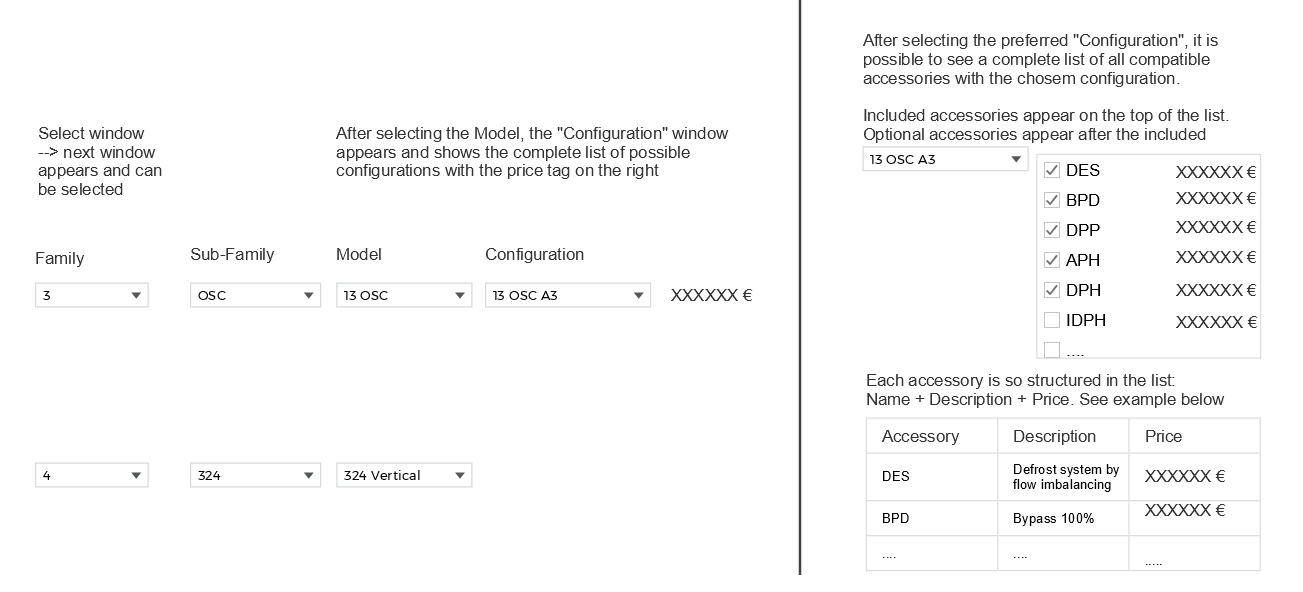 Select window
--> next window
appears and can
be selected
After selecting the Model, the "Configuration" window
appears and shows the complete list of possible
configurations with the price tag on the right
Family
Sub-Family
Model
Configuration
3
OSC
13 OSC
13 OSC A3
XXXXXX €
4
324
324 Vertical
After selecting the preferred "Configuration", it is
possible to see a complete list of all compatible
accessories with the chosem configuration.
Included accessories appear on the top of the list.
Optional accessories appear after the included
13 OSC A3
DES XXXXXX €
BPD XXXXXX €
DPP XXXXXX €
APH XXXXXX €
DPH XXXXXX €
IDPH XXXXXX €
....
Each accessory is so structured in the list:
Name + Description + Price. See example below
Accessory Description Price
DES
Defrost system by
flow imbalancing
XXXXXX €
BPD Bypass 100% XXXXXX €
.... .... .....